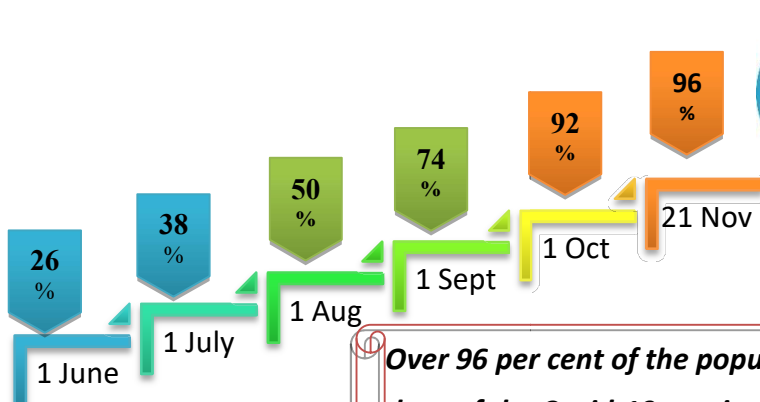 26
%
38
%
50
%
74
%
92
%
96
%
1 June
1 July
1 Aug
1 Sept
1 Oct
21 Nov
Over 96 per cent of the popu